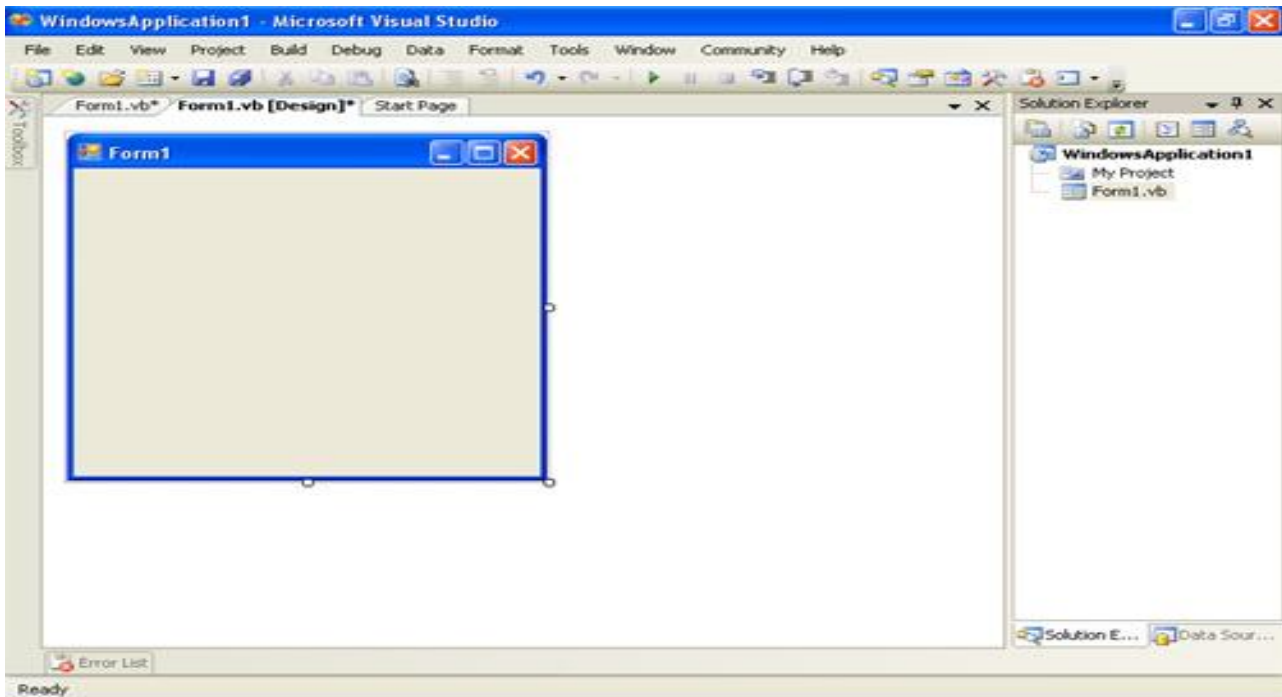 WindowsApplication1 - Microsoft Visual Studio
File Edit View Project Build Debug Data Format Tools Window Community Help
Form1.vb* Form1.vb [Design]* Start Page
Solution Explorer
Toolbox
Form1
WindowsApplication1
My Project
Form1.vb
Solution E... Data Sour...
Error List
Ready